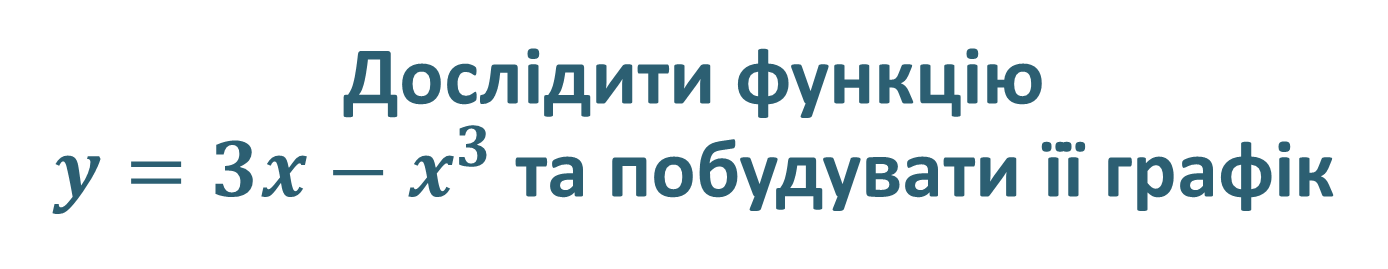 Дослідити функцію
y = 3x − x³ та побудувати її графік